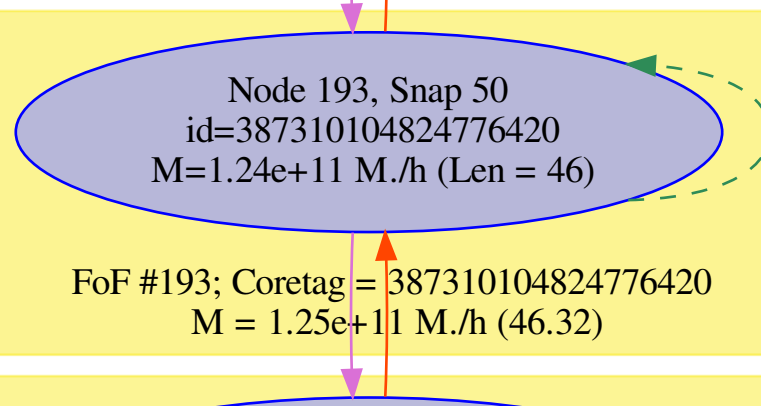 Node 193, Snap 50
id=387310104824776420
M=1.24e+11 M./h (Len = 46)
FoF #193; Coretag = 387310104824776420
M = 1.25e+11 M./h (46.32)